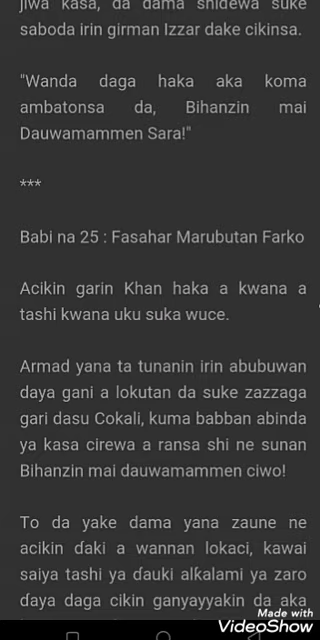 jiwa kasa, da dama shidewa suke
saboda irin girman Izzar dake cikinsa.
"Wanda daga haka aka koma
ambatonsa da, Bihanzin mai
Dauwamammen Sara!"
***
Babi na 25 : Fasahar Marubutan Farko
Acikin garin Khan haka a kwana a
tashi kwana uku suka wuce.
Armad yana ta tunanin irin abubuwan
daya gani a lokutan da suke zazzaga
gari dasu Cokali, kuma babban abinda
ya kasa cirewa a ransa shi ne sunan
Bihanzin mai dauwamammen ciwo!
To da yake dama yana zaune ne
acikin ɗaki a wannan lokaci, kawai
saiya tashi ya ɗauki alƙalami ya zaro
ɗaya daga cikin ganyayyakin da aka
Made with
VideoShow